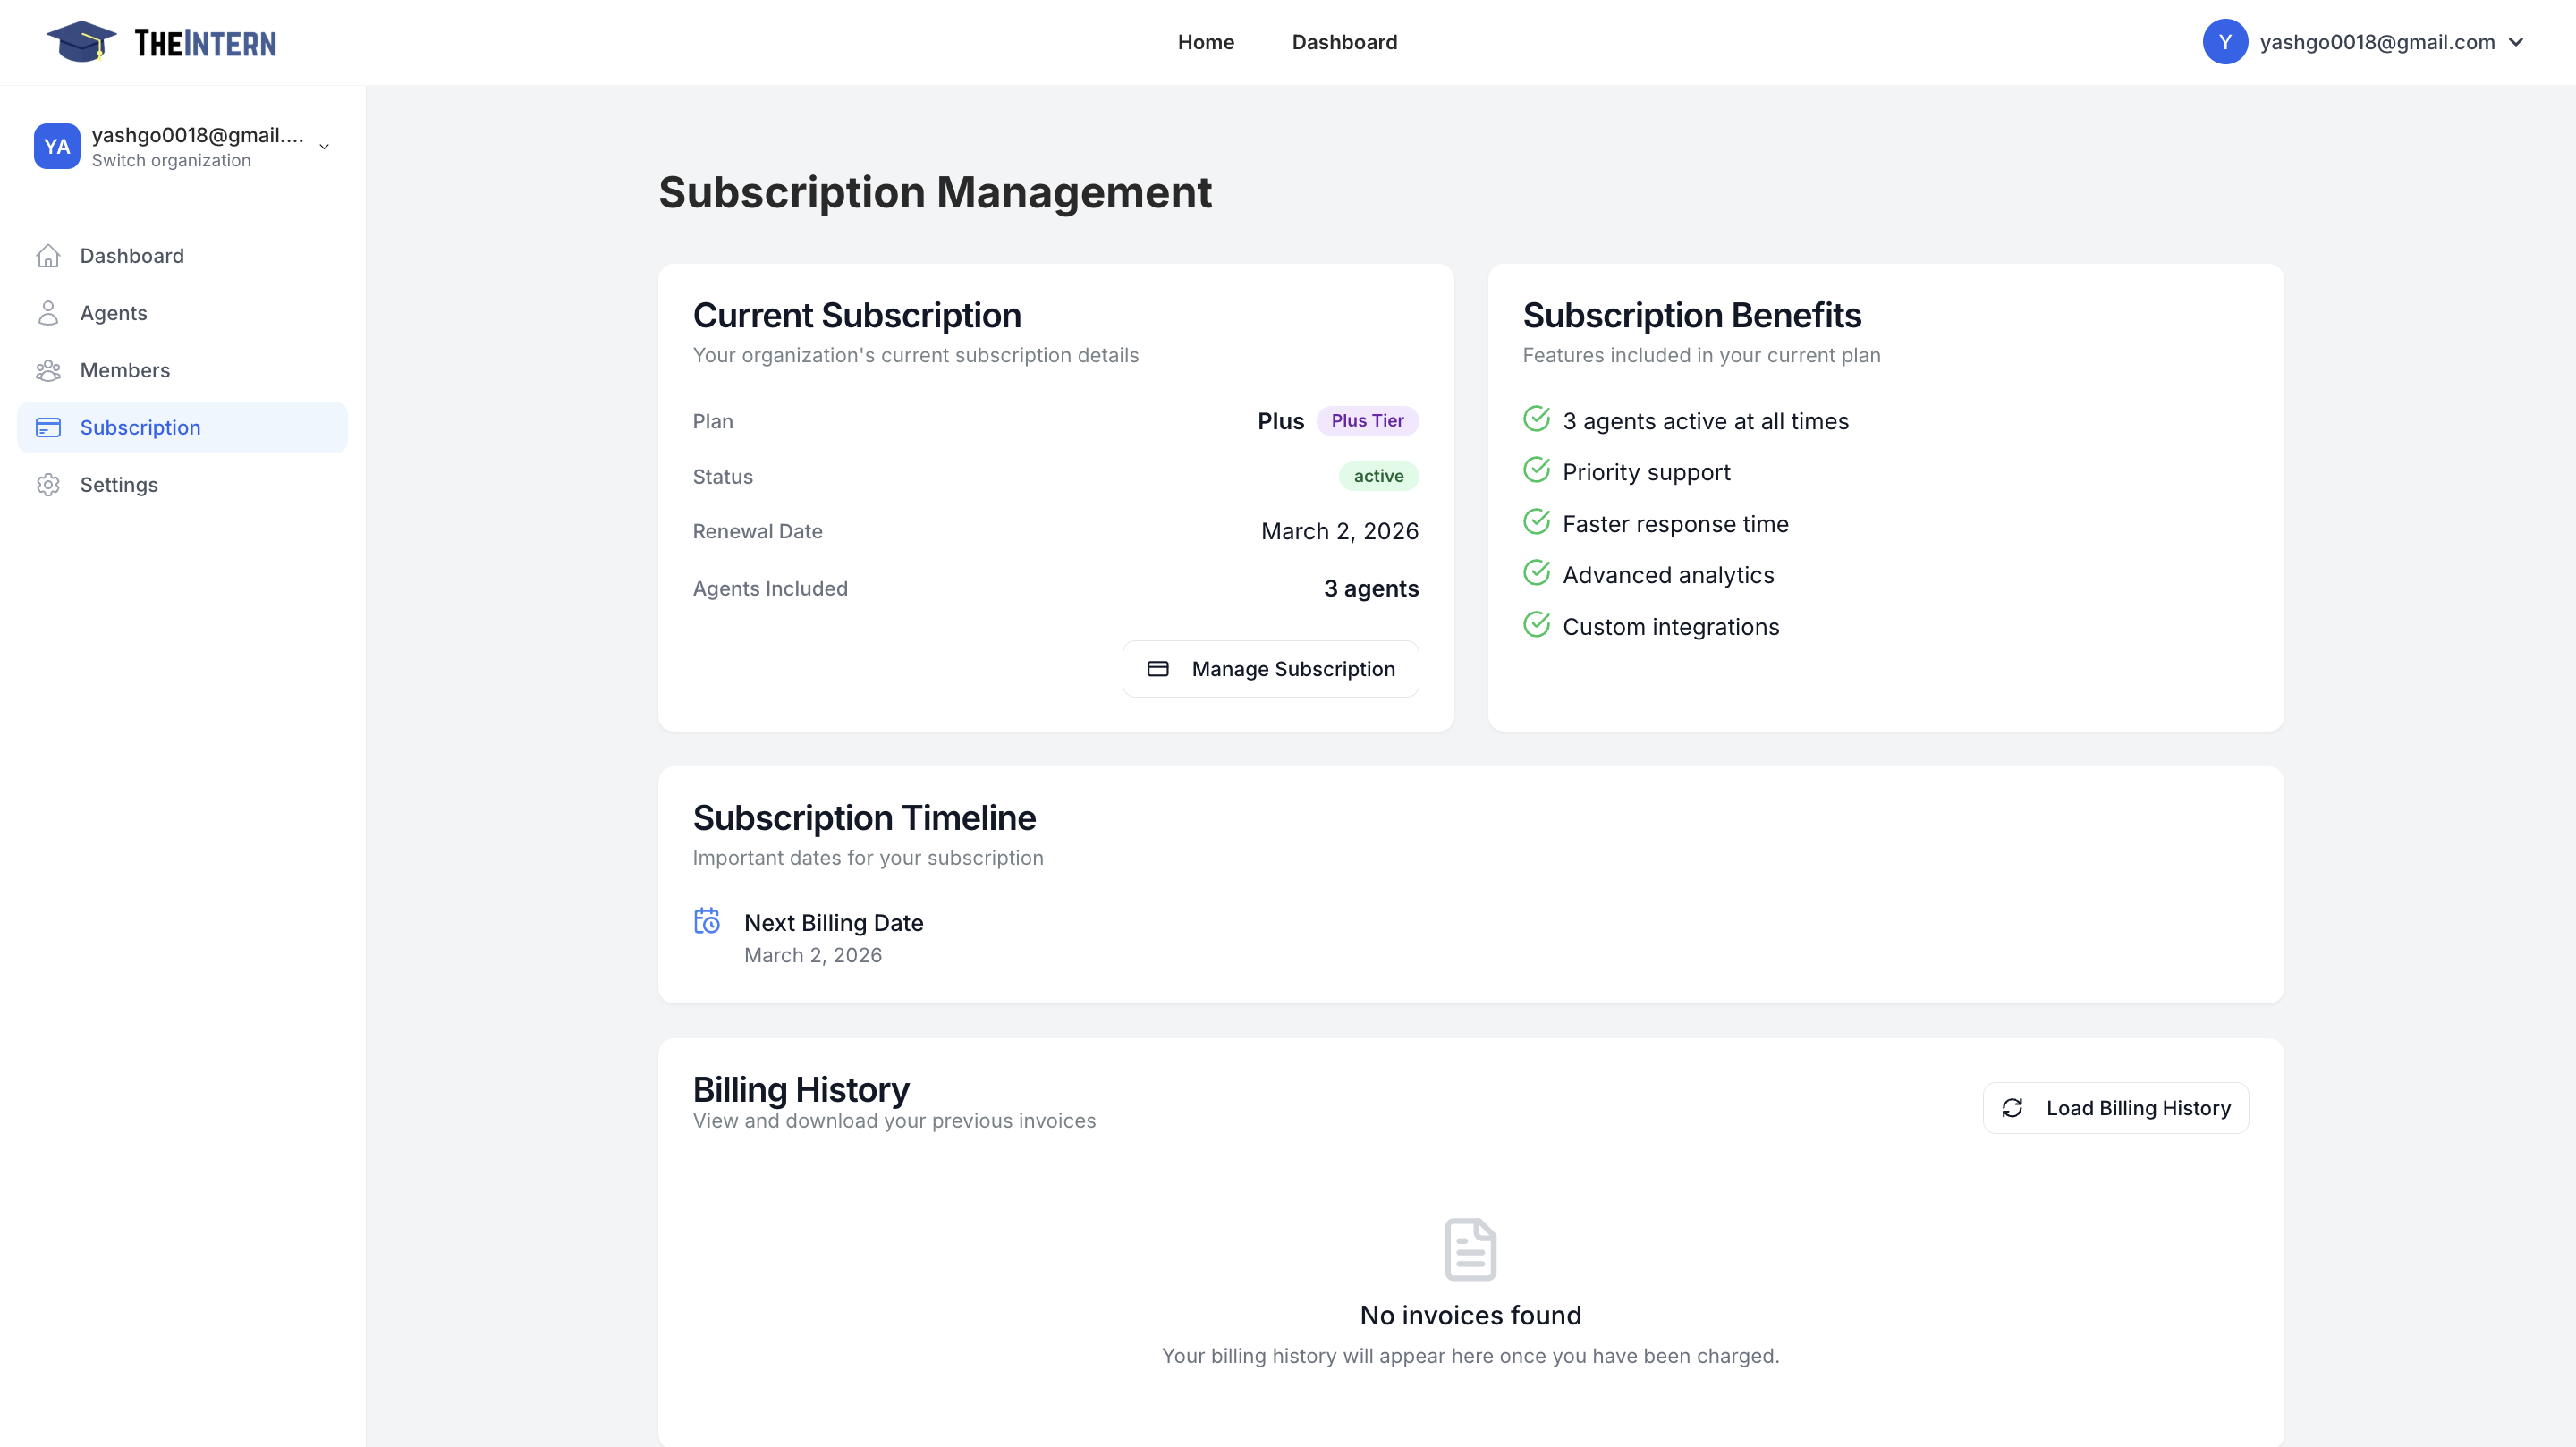 THEINTERN
Home
Dashboard
Y
yashgo0018@gmail.com
YA
yashgo0018@gmail....
Switch organization
Dashboard
Agents
Members
Subscription
Settings
Subscription Management
Current Subscription
Your organization's current subscription details
Plan
Plus
Plus Tier
Status
active
Renewal Date
March 2, 2026
Agents Included
3 agents
Manage Subscription
Subscription Benefits
Features included in your current plan
3 agents active at all times
Priority support
Faster response time
Advanced analytics
Custom integrations
Subscription Timeline
Important dates for your subscription
Next Billing Date
March 2, 2026
Billing History
View and download your previous invoices
Load Billing History
No invoices found
Your billing history will appear here once you have been charged.